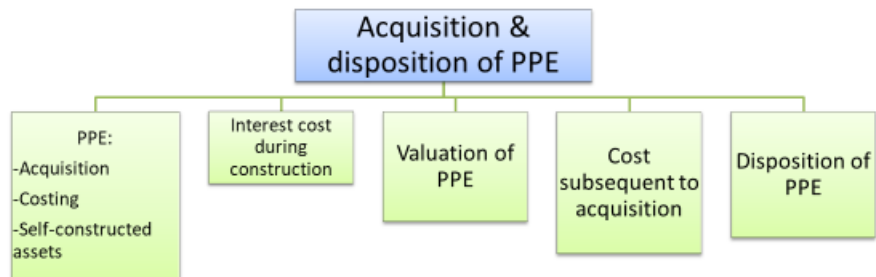 Acquisition &
disposition of PPE
PPE:
-Acquisition
-Costing
-Self-constructed
assets
Interest cost
during
construction
Valuation of
PPE
Cost
subsequent to
acquisition
Disposition of
PPE